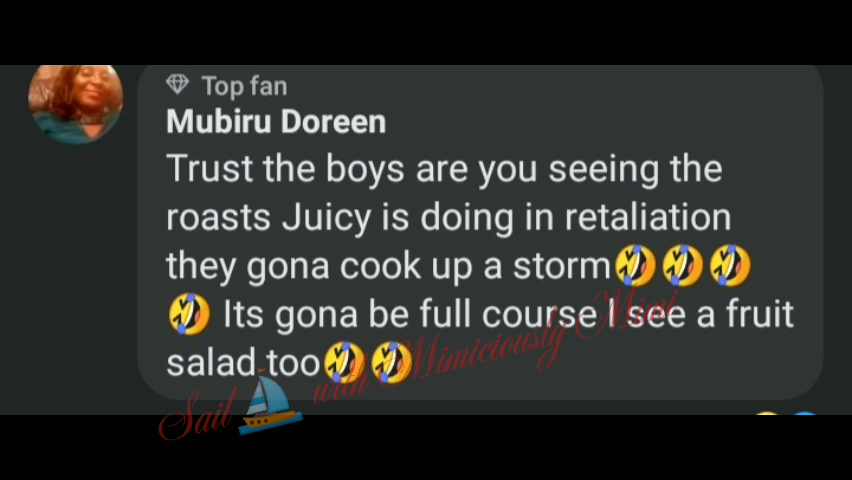 Top fan
Mubiru Doreen
Trust the boys are you seeing the
roasts Juicy is doing in retaliation
they gona cook up a storm🤣🤣🤣
🤣 Its gona be full course I see a fruit
salad too🤣🤣
Sail ⛵ with Mimiciously Mimi